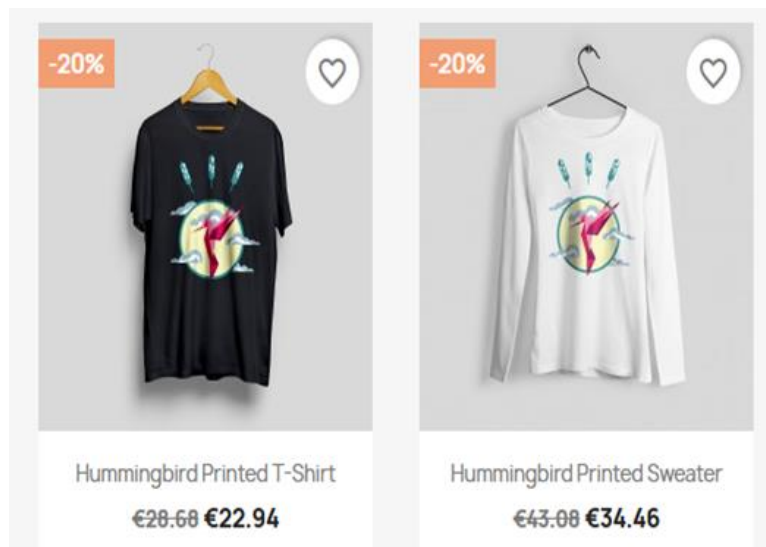 -20%
-20%
Hummingbird Printed T-Shirt
€28.68 €22.94
Hummingbird Printed Sweater
€43.08 €34.46